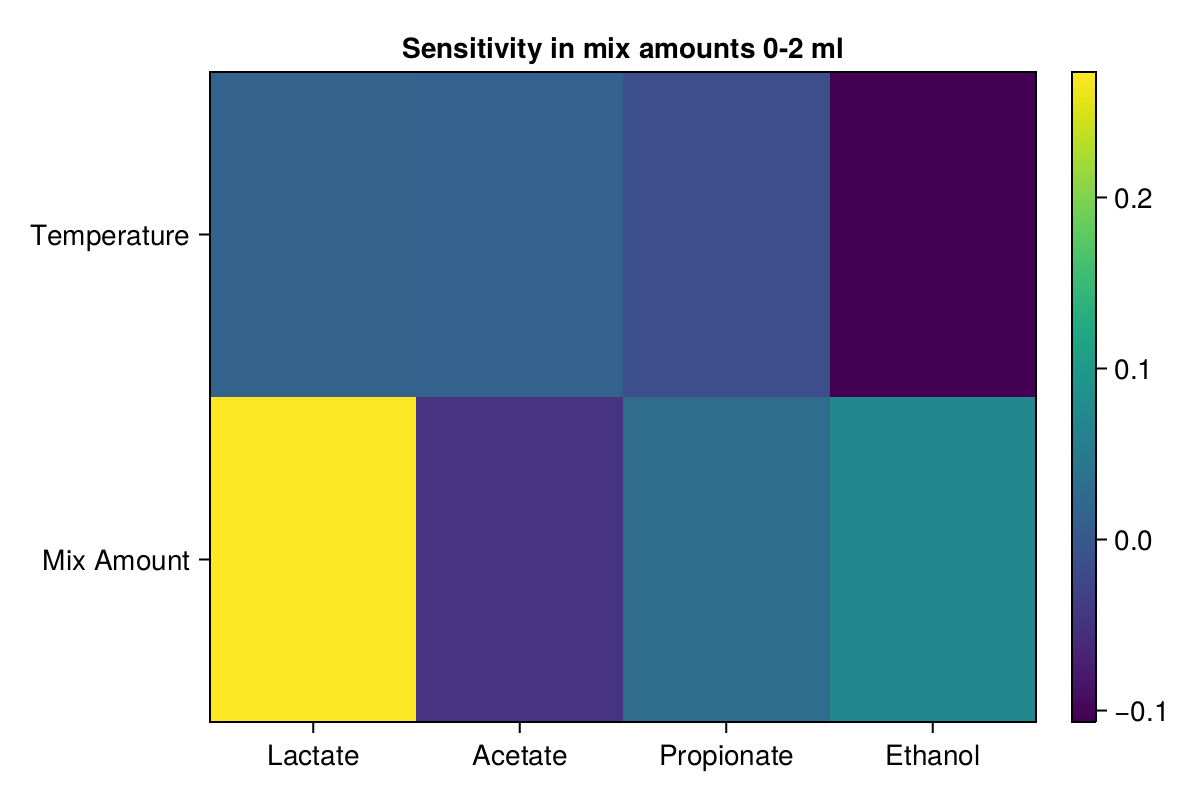 Sensitivity in mix amounts 0-2 ml
Temperature
Mix Amount
Lactate
Acetate
Propionate
Ethanol
0.2
0.1
0.0
−0.1